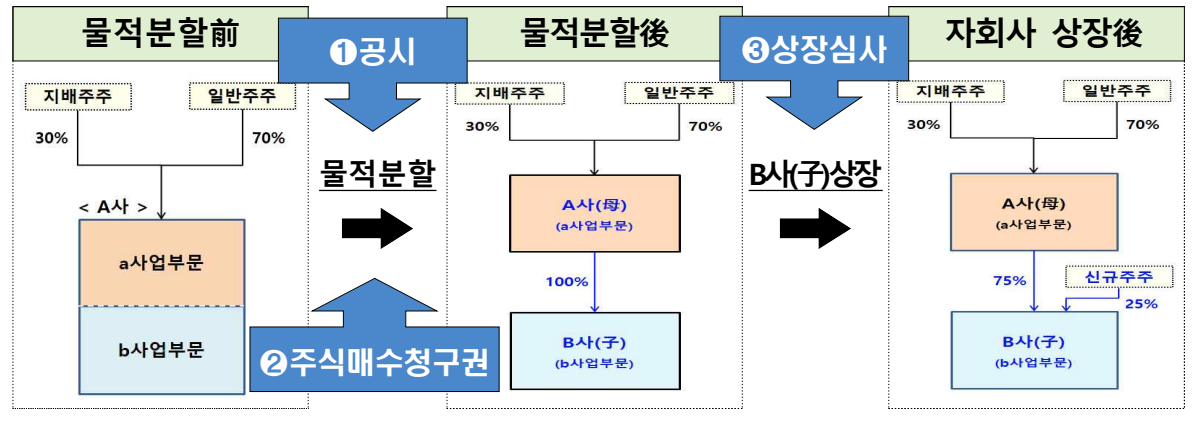 물적분할前
❶공시
물적분할後
❸상장심사
자회사 상장後
지배주주
일반주주
30%
70%
< A사 >
a사업부문
b사업부문
물적분할
❷주식매수청구권
지배주주
일반주주
30%
70%
A사(母)
(a사업부문)
100%
B사(子)
(b사업부문)
B사(子)상장
지배주주
일반주주
30%
70%
A사(母)
(a사업부문)
75%
신규주주
25%
B사(子)
(b사업부문)